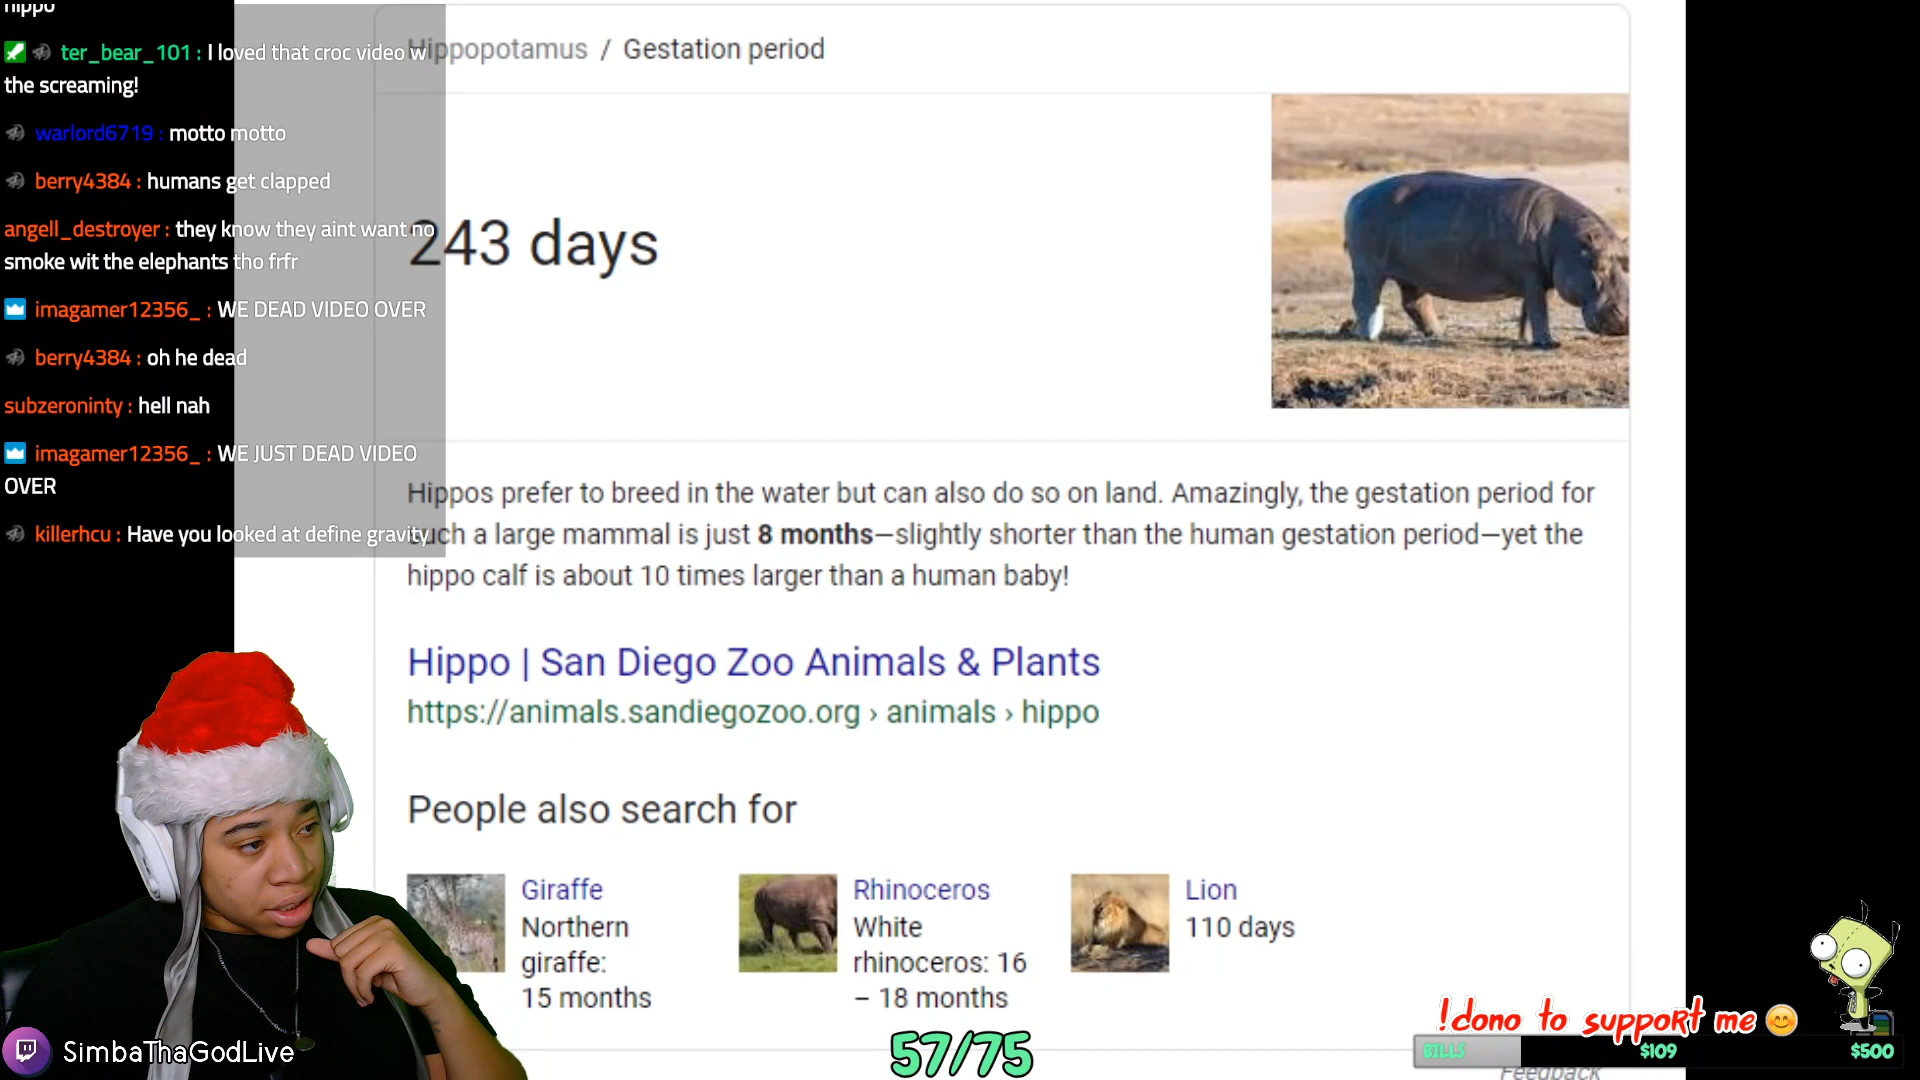 hippo
ter_bear_101 : I loved that croc video w
the screaming!
warlord6719 : motto motto
berry4384 : humans get clapped
angell_destroyer : they know they aint want no
smoke wit the elephants tho frfr
imagamer12356_ : WE DEAD VIDEO OVER
berry4384 : oh he dead
subzeroninty : hell nah
imagamer12356_ : WE JUST DEAD VIDEO
OVER
killerhcu : Have you looked at define gravity
Hippopotamus / Gestation period
243 days
Hippos prefer to breed in the water but can also do so on land. Amazingly, the gestation period for
such a large mammal is just 8 months—slightly shorter than the human gestation period—yet the
hippo calf is about 10 times larger than a human baby!
Hippo | San Diego Zoo Animals & Plants
https://animals.sandiegozoo.org › animals › hippo
People also search for
Giraffe
Northern
giraffe:
15 months
Rhinoceros
White
rhinoceros: 16
– 18 months
Lion
110 days
SimbaThaGodLive
57/75
!dono to support me 😊
BILLS $109 $500
Feedback